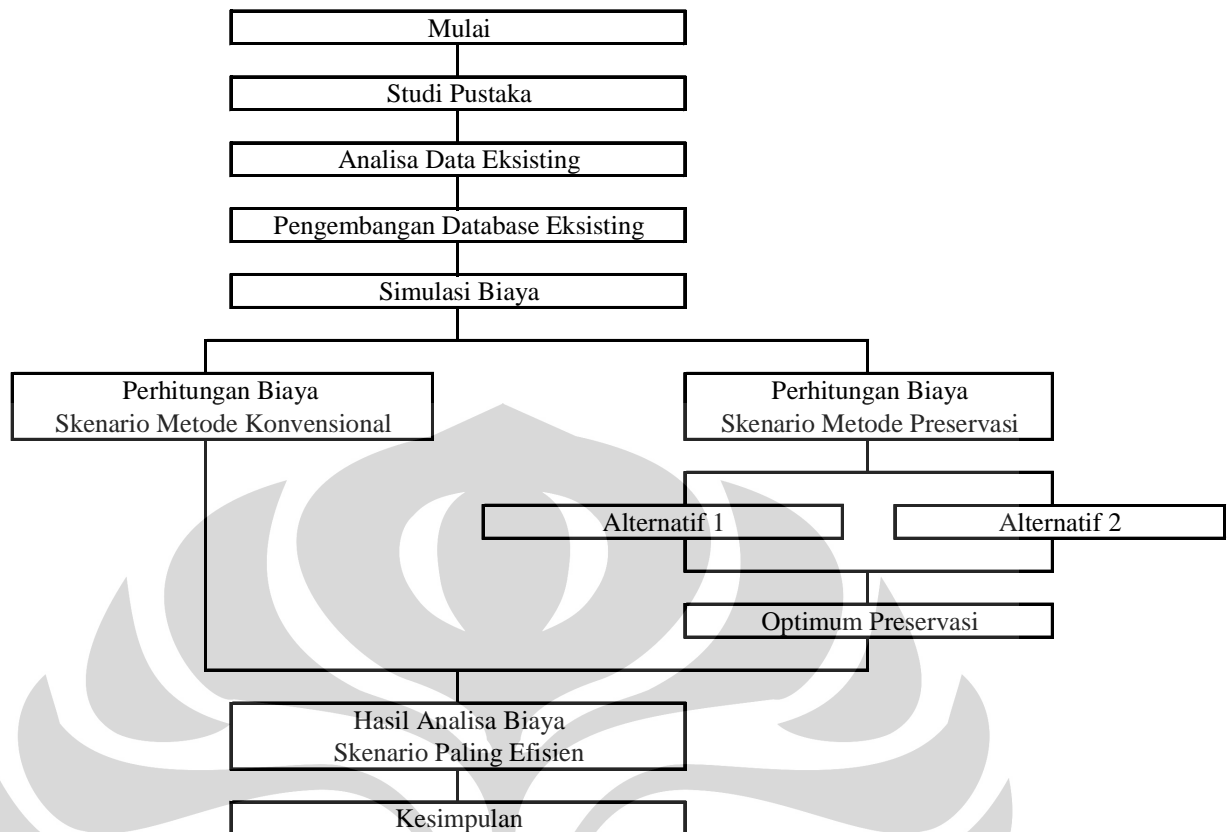 Mulai
Studi Pustaka
Analisa Data Eksisting
Pengembangan Database Eksisting
Simulasi Biaya
Perhitungan Biaya
Skenario Metode Konvensional
Perhitungan Biaya
Skenario Metode Preservasi
Alternatif 1
Alternatif 2
Optimum Preservasi
Hasil Analisa Biaya
Skenario Paling Efisien
Kesimpulan